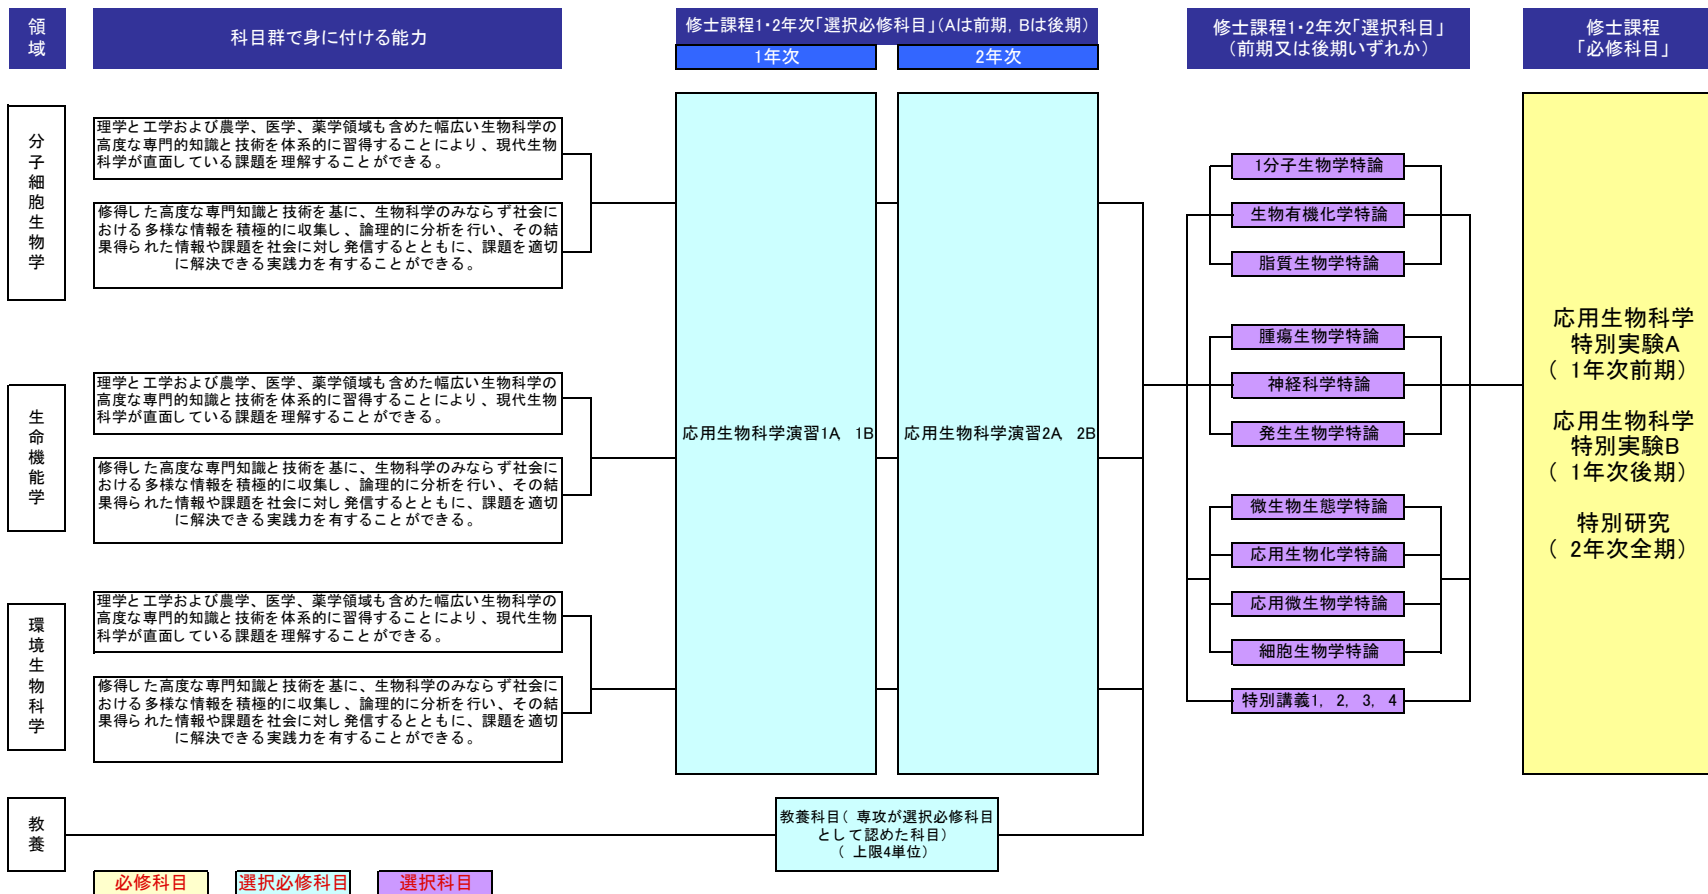 領
域
科目群で身に付ける能力
修士課程1・2年次「選択必修科目」(Aは前期, Bは後期)
1年次
2年次
修士課程1・2年次「選択科目」
(前期又は後期いずれか)
修士課程
「必修科目」
分子細胞生物学
理学と工学および農学、医学、薬学領域も含めた幅広い生物科学の
高度な専門的知識と技術を体系的に習得することにより、現代生物
科学が直面している課題を理解することができる。
修得した高度な専門知識と技術を基に、生物科学のみならず社会に
おける多様な情報を積極的に収集し、論理的に分析を行い、その結
果得られた情報や課題を社会に対し発信するとともに、課題を適切
に解決できる実践力を有することができる。
生命機能学
理学と工学および農学、医学、薬学領域も含めた幅広い生物科学の
高度な専門的知識と技術を体系的に習得することにより、現代生物
科学が直面している課題を理解することができる。
修得した高度な専門知識と技術を基に、生物科学のみならず社会に
おける多様な情報を積極的に収集し、論理的に分析を行い、その結
果得られた情報や課題を社会に対し発信するとともに、課題を適切
に解決できる実践力を有することができる。
環境生物科学
理学と工学および農学、医学、薬学領域も含めた幅広い生物科学の
高度な専門的知識と技術を体系的に習得することにより、現代生物
科学が直面している課題を理解することができる。
修得した高度な専門知識と技術を基に、生物科学のみならず社会に
おける多様な情報を積極的に収集し、論理的に分析を行い、その結
果得られた情報や課題を社会に対し発信するとともに、課題を適切
に解決できる実践力を有することができる。
応用生物科学演習1A, 1B
応用生物科学演習2A, 2B
1分子生物学特論
生物有機化学特論
脂質生物学特論
腫瘍生物学特論
神経科学特論
発生生物学特論
微生物生態学特論
応用生物化学特論
応用微生物学特論
細胞生物学特論
特別講義1, 2, 3, 4
応用生物科学
特別実験A
( 1年次前期)
応用生物科学
特別実験B
( 1年次後期)
特別研究
( 2年次全期)
教養
教養科目( 専攻が選択必修科目
として認めた科目)
( 上限4単位)
必修科目
選択必修科目
選択科目